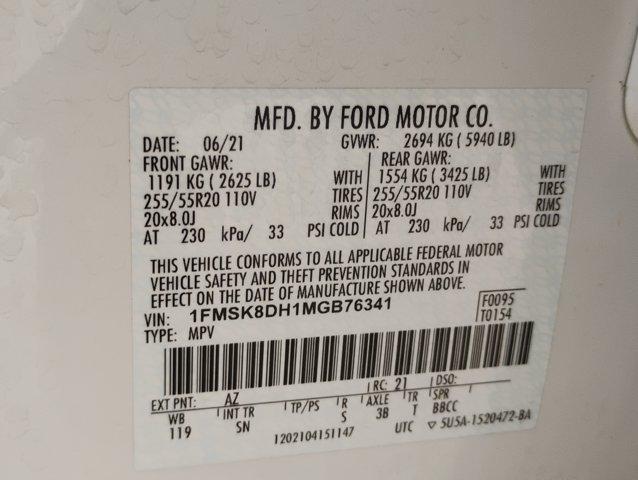 MFD. BY FORD MOTOR CO.
DATE: 06/21 GVWR: 2694 KG ( 5940 LB)
FRONT GAWR: REAR GAWR:
1191 KG ( 2625 LB) WITH 1554 KG ( 3425 LB) WITH
255/55R20 110V TIRES 255/55R20 110V TIRES
20x8.0J RIMS 20x8.0J RIMS
AT 230 kPa/ 33 PSI COLD AT 230 kPa/ 33 PSI COLD
THIS VEHICLE CONFORMS TO ALL APPLICABLE FEDERAL MOTOR
VEHICLE SAFETY AND THEFT PREVENTION STANDARDS IN
EFFECT ON THE DATE OF MANUFACTURE SHOWN ABOVE.
VIN: 1FMSK8DH1MGB76341 F0095
TYPE: MPV T0154
EXT PNT: AZ RC: 21 DSO:
WB INT TR TP/PS R AXLE TR SPR
119 SN S 3B T BBCC
1202104151147 UTC ▽ 5U5A-1520472-BA